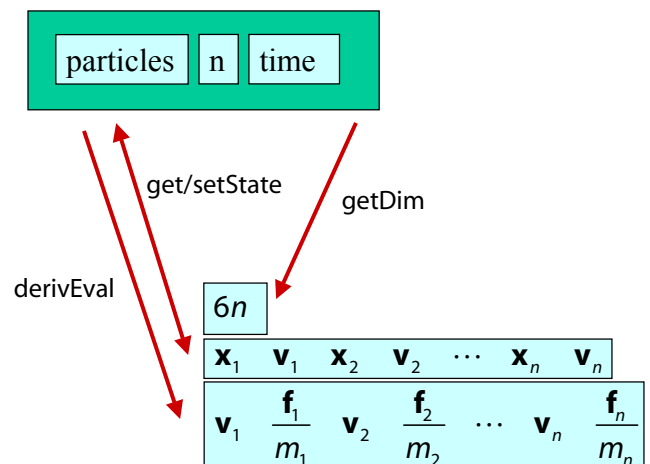 particles n time
get/setState
getDim
derivEval
6n
x₁ v₁ x₂ v₂ ⋯ xₙ vₙ
v₁ f₁/m₁ v₂ f₂/m₂ ⋯ vₙ fₙ/mₙ